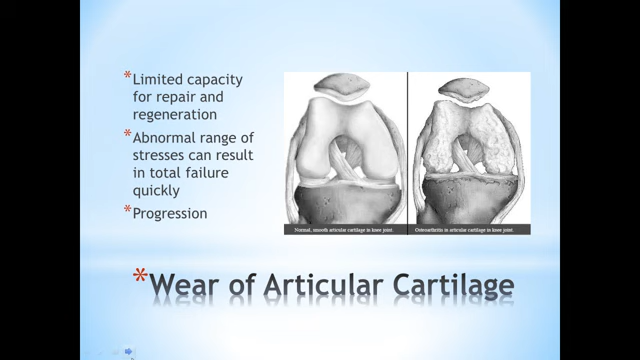 * Limited capacity
for repair and
regeneration
* Abnormal range of
stresses can result
in total failure
quickly
* Progression
Normal, smooth articular cartilage in knee joint.
Osteoarthritis in articular cartilage in knee joint.
* Wear of Articular Cartilage